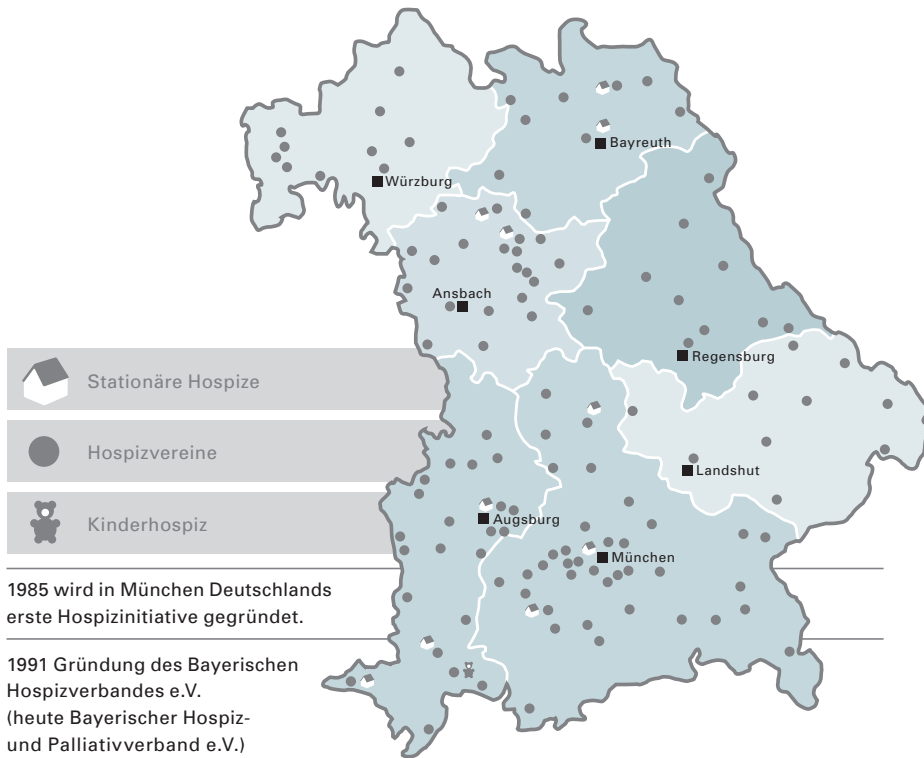 Bayreuth
Würzburg
Ansbach
Regensburg
Stationäre Hospize
Hospizvereine
Landshut
Kinderhospiz
Augsburg
München
1985 wird in München Deutschlands
erste Hospizinitiative gegründet.
1991 Gründung des Bayerischen
Hospizverbandes e.V.
(heute Bayerischer Hospiz-
und Palliativverband e.V.)